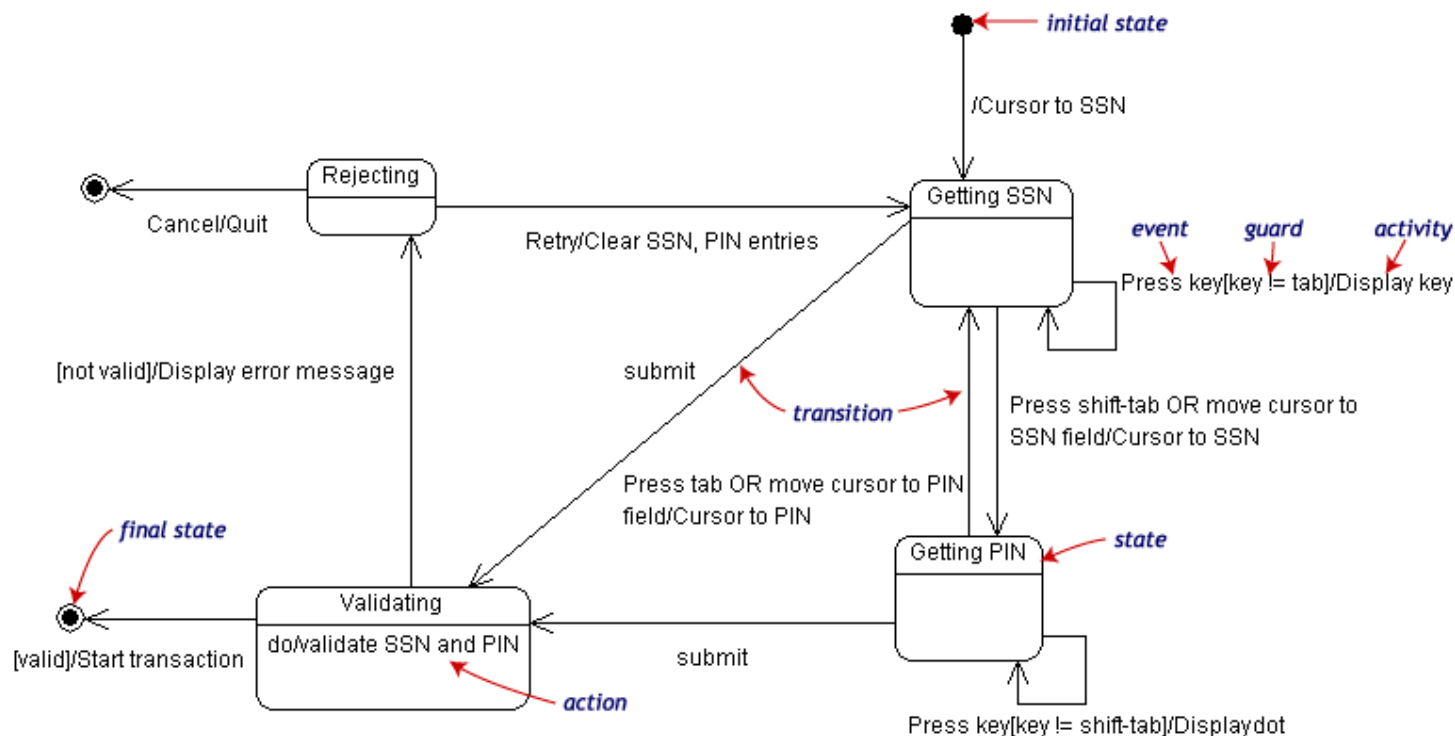 initial state
/Cursor to SSN
Rejecting
Getting SSN
Cancel/Quit
Retry/Clear SSN, PIN entries
event
guard
activity
Press key[key != tab]/Display key
[not valid]/Display error message
submit
transition
Press shift-tab OR move cursor to
SSN field/Cursor to SSN
Press tab OR move cursor to PIN
field/Cursor to PIN
final state
Getting PIN
state
Validating
do/validate SSN and PIN
[valid]/Start transaction
submit
action
Press key[key != shift-tab]/Displaydot